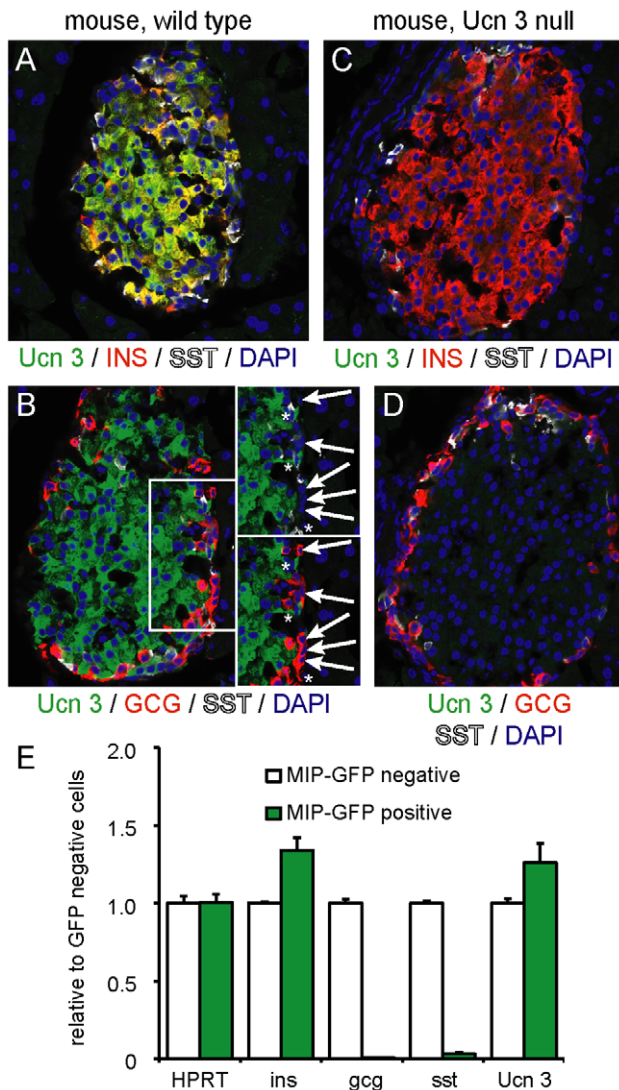 mouse, wild type
mouse, Ucn 3 null
A
C
Ucn 3 / INS / SST / DAPI
Ucn 3 / INS / SST / DAPI
B
*
*
*
*
*
*
D
Ucn 3 / GCG / SST / DAPI
Ucn 3 / GCG
SST / DAPI
E
relative to GFP negative cells
2.0
1.5
1.0
0.5
0
MIP-GFP negative
MIP-GFP positive
HPRT
ins
gcg
sst
Ucn 3